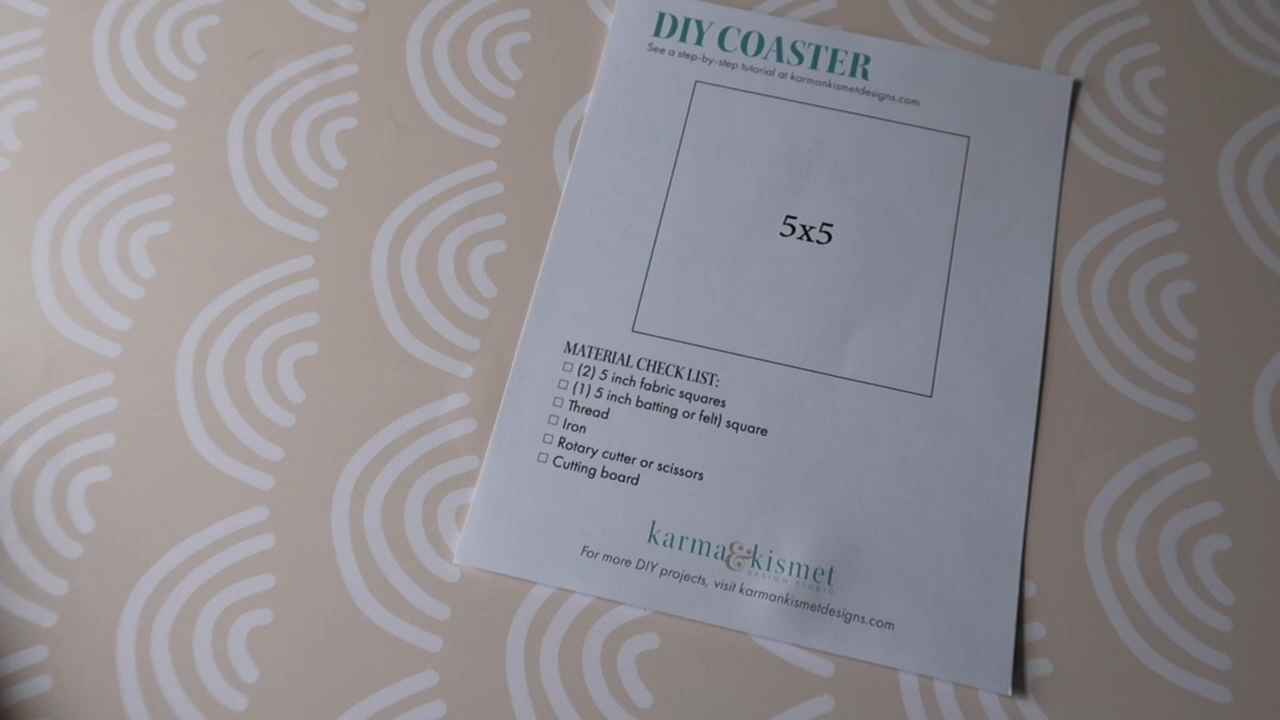 DIY COASTER
See a step-by-step tutorial at karmankismetdesigns.com
5x5
MATERIAL CHECK LIST:
(2) 5 inch fabric squares
(1) 5 inch batting or felt) square
Thread
Iron
Rotary cutter or scissors
Cutting board
karma&kismet
DESIGN STUDIO
For more DIY projects, visit karmankismetdesigns.com